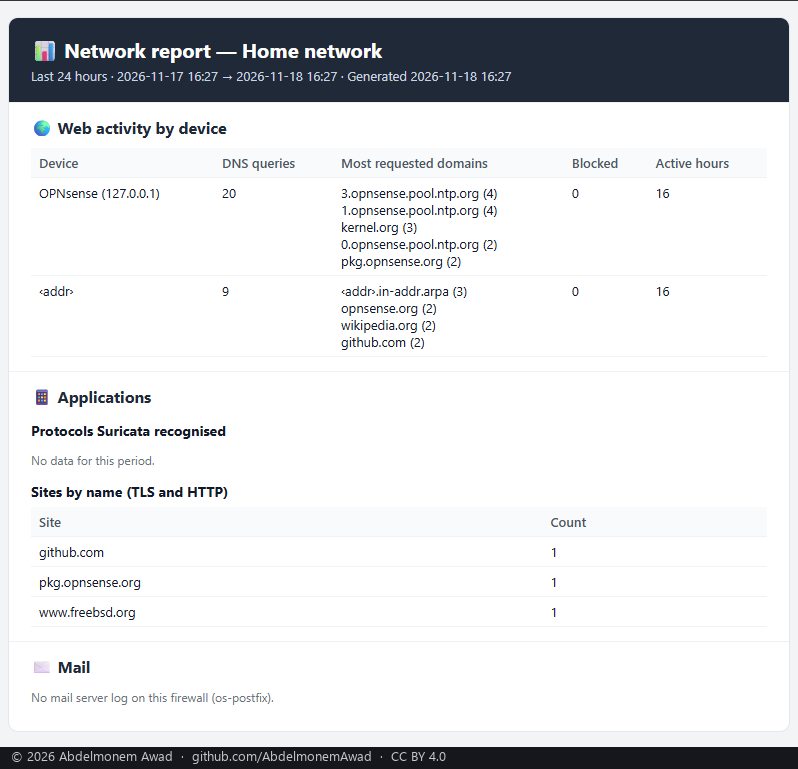 Network report — Home network
Last 24 hours · 2026-11-17 16:27 → 2026-11-18 16:27 · Generated 2026-11-18 16:27
Web activity by device
Device DNS queries Most requested domains Blocked Active hours
OPNsense (127.0.0.1) 20 3.opnsense.pool.ntp.org (4) 0 16
1.opnsense.pool.ntp.org (4)
kernel.org (3)
0.opnsense.pool.ntp.org (2)
pkg.opnsense.org (2)
‹addr› 9 ‹addr›.in-addr.arpa (3) 0 16
opnsense.org (2)
wikipedia.org (2)
github.com (2)
Applications
Protocols Suricata recognised
No data for this period.
Sites by name (TLS and HTTP)
Site Count
github.com 1
pkg.opnsense.org 1
www.freebsd.org 1
Mail
No mail server log on this firewall (os-postfix).
© 2026 Abdelmonem Awad · github.com/AbdelmonemAwad · CC BY 4.0